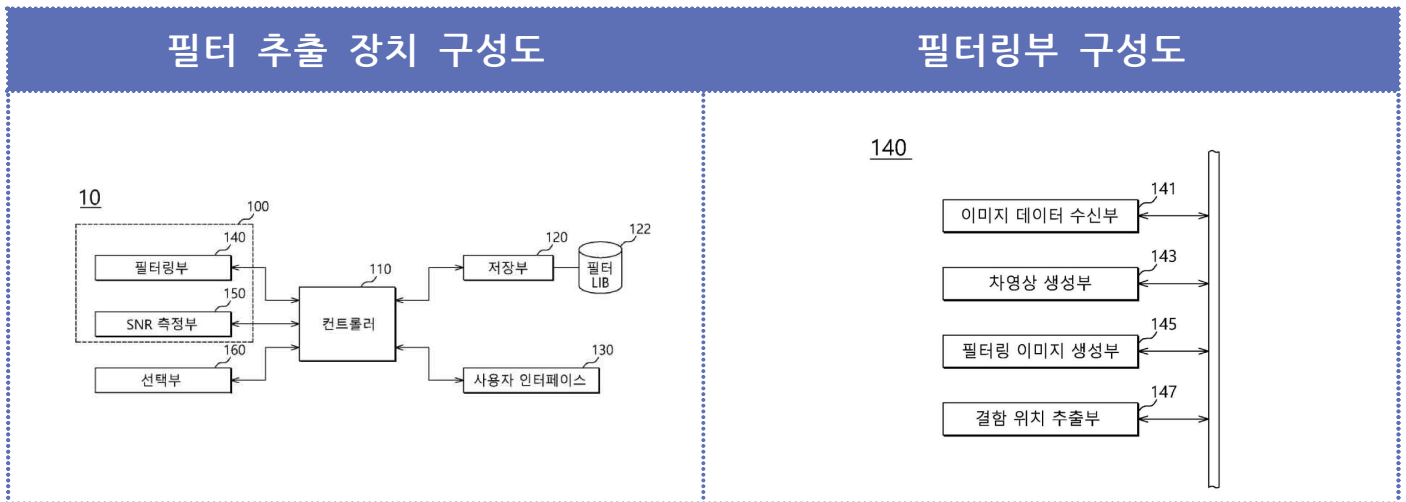 필터 추출 장치 구성도
필터링부 구성도
10
100
140
필터링부
150
SNR 측정부
160
선택부
110
컨트롤러
120
저장부
122
필터
LIB
130
사용자 인터페이스
140
141
이미지 데이터 수신부
143
차영상 생성부
145
필터링 이미지 생성부
147
결함 위치 추출부